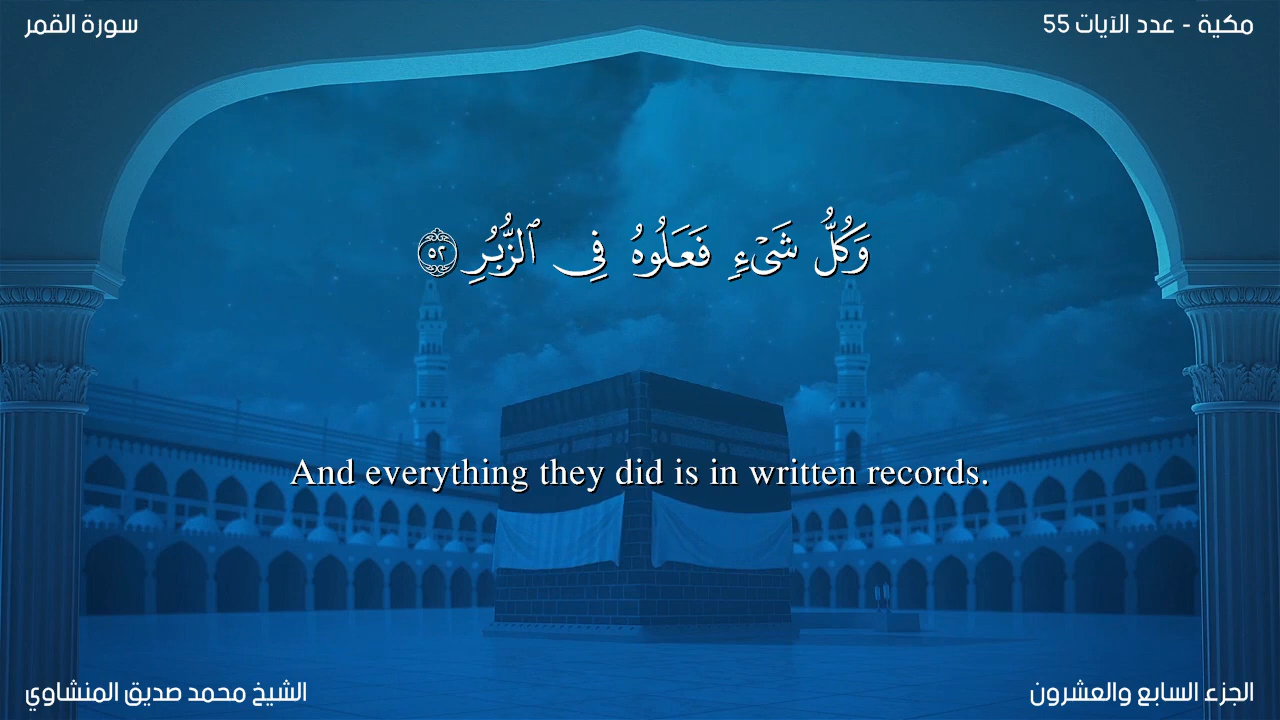 سورة القمر
مكية - عدد الآيات 55
وَكُلُّ شَىْءٍ فَعَلُوهُ فِى ٱلزُّبُرِ ٥٢
And everything they did is in written records.
الشيخ محمد صديق المنشاوي
الجزء السابع والعشرون